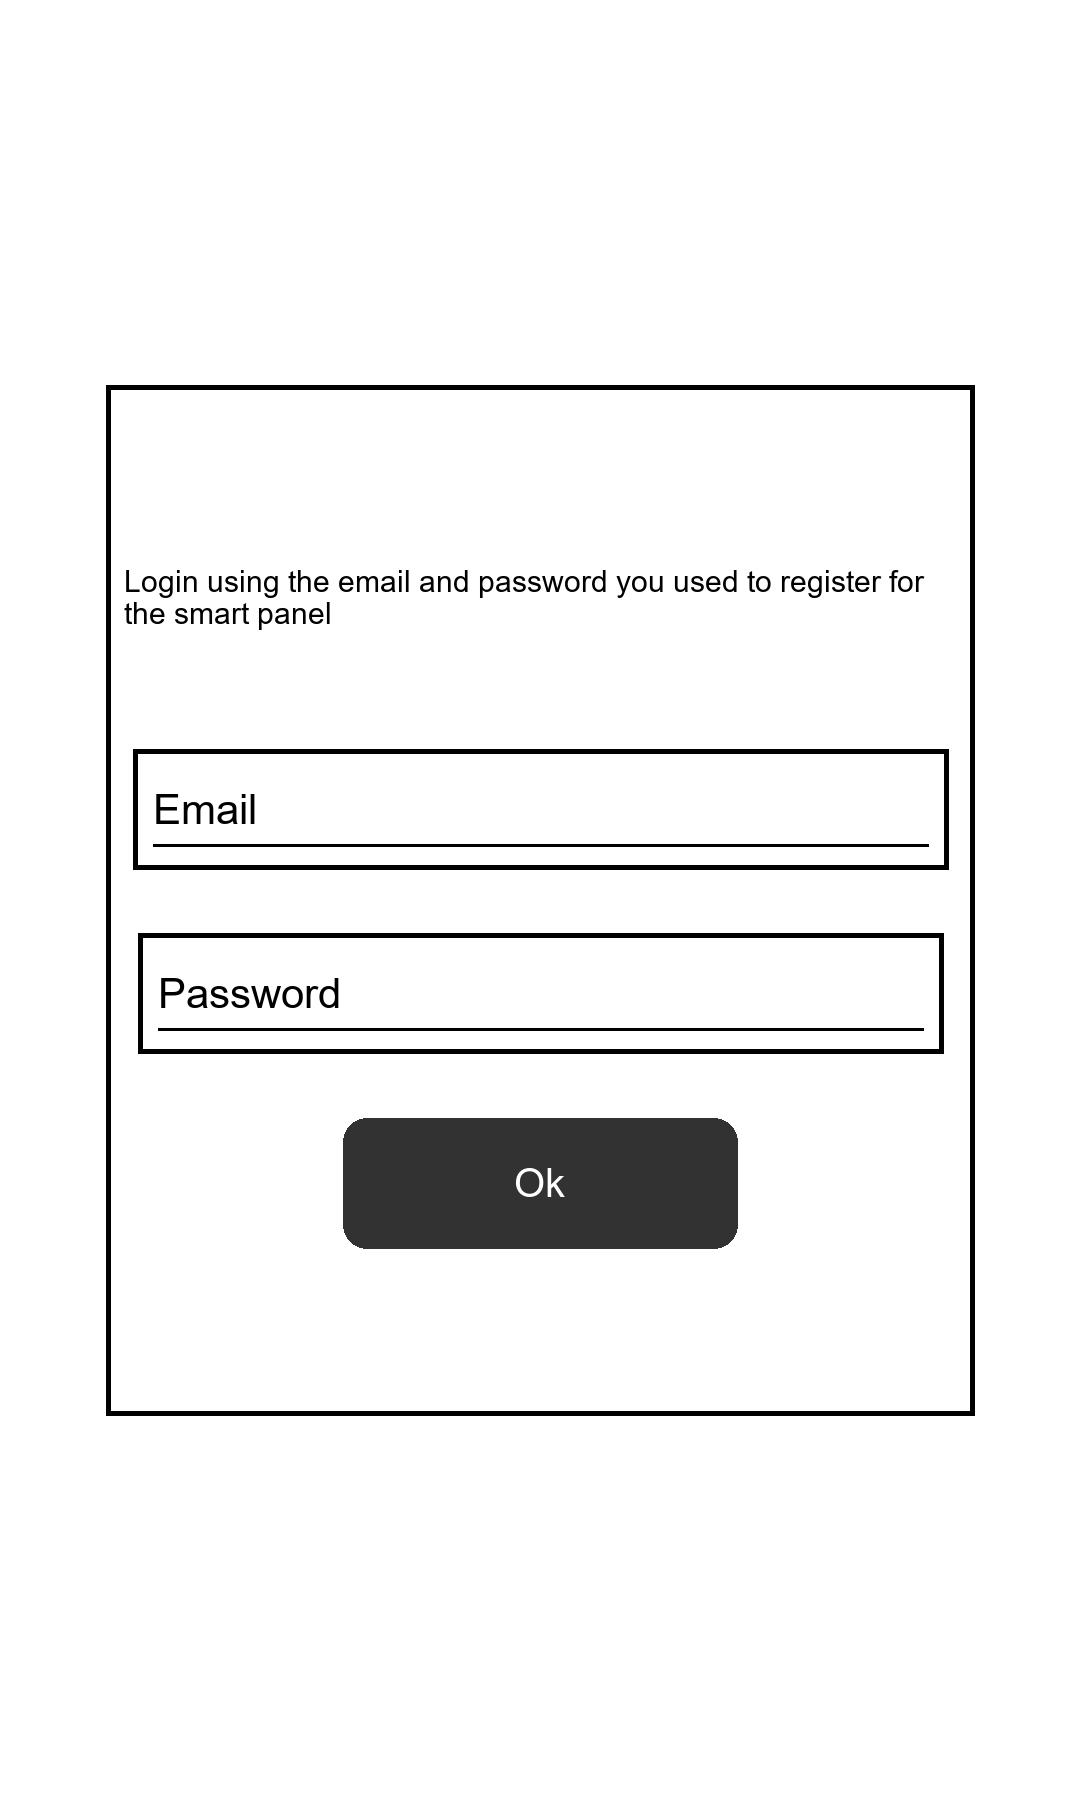 Login using the email and password you used to register for
the smart panel
Email
Password
Ok